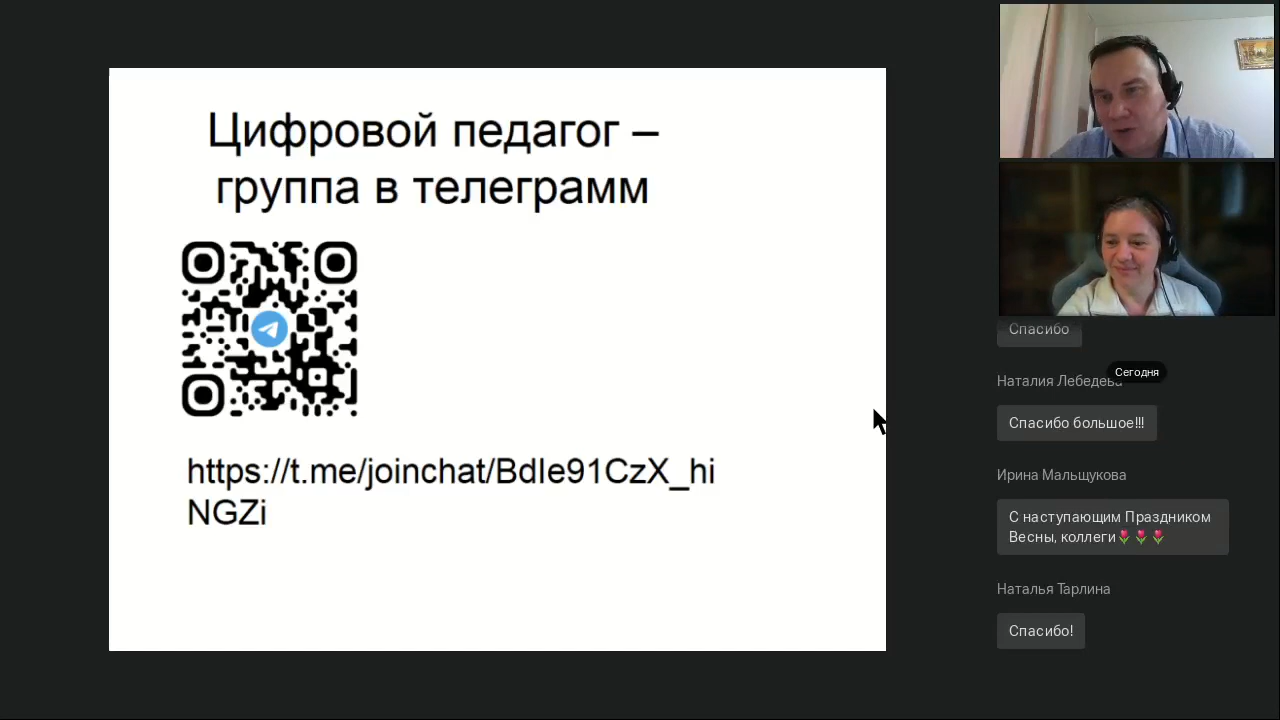 Цифровой педагог –
группа в телеграмм
https://t.me/joinchat/BdIe91CzX_hi
NGZi
Спасибо
Сегодня
Наталия Лебедева
Спасибо большое!!!
Ирина Мальщукова
С наступающим Праздником
Весны, коллеги🌷🌷🌷
Наталья Тарлина
Спасибо!